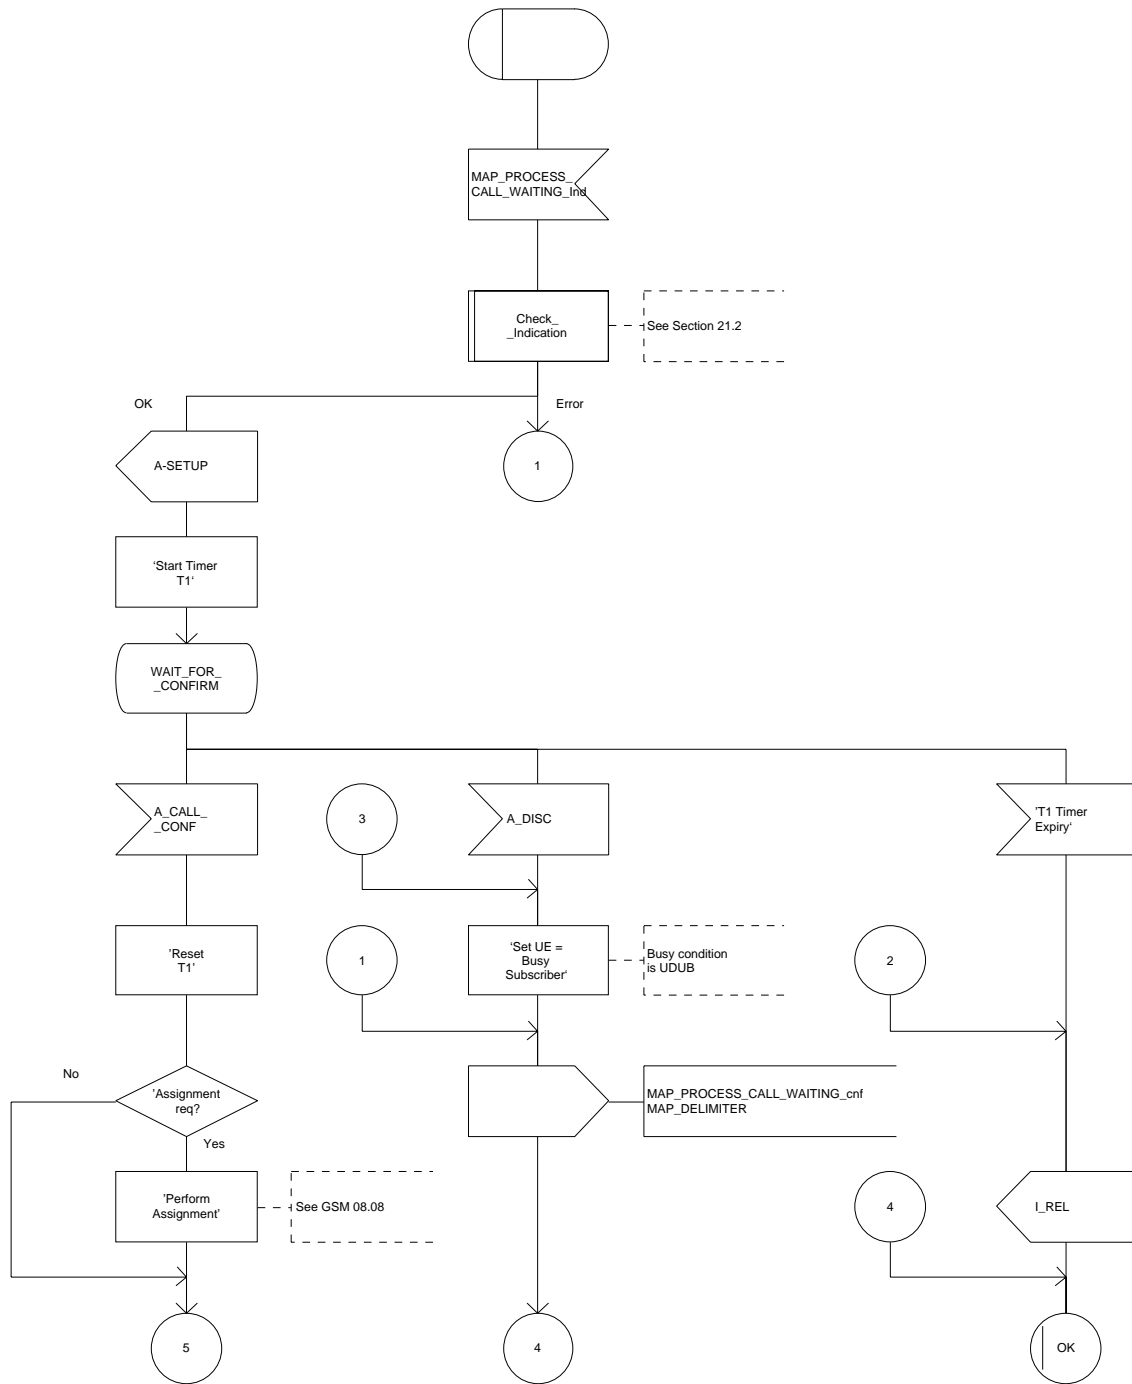 MAP_PROCESS_
CALL_WAITING_Ind
Check_
_Indication
See Section 21.2
OK
Error
A-SETUP
1
‘Start Timer
T1‘
WAIT_FOR_
_CONFIRM
A_CALL_
_CONF
3
A_DISC
’T1 Timer
Expiry‘
’Reset
T1’
1
‘Set UE =
Busy
Subscriber‘
Busy condition
is UDUB
2
No
’Assignment
req?
Yes
MAP_PROCESS_CALL_WAITING_cnf
MAP_DELIMITER
’Perform
Assignment’
See GSM 08.08
4
I_REL
5
4
OK